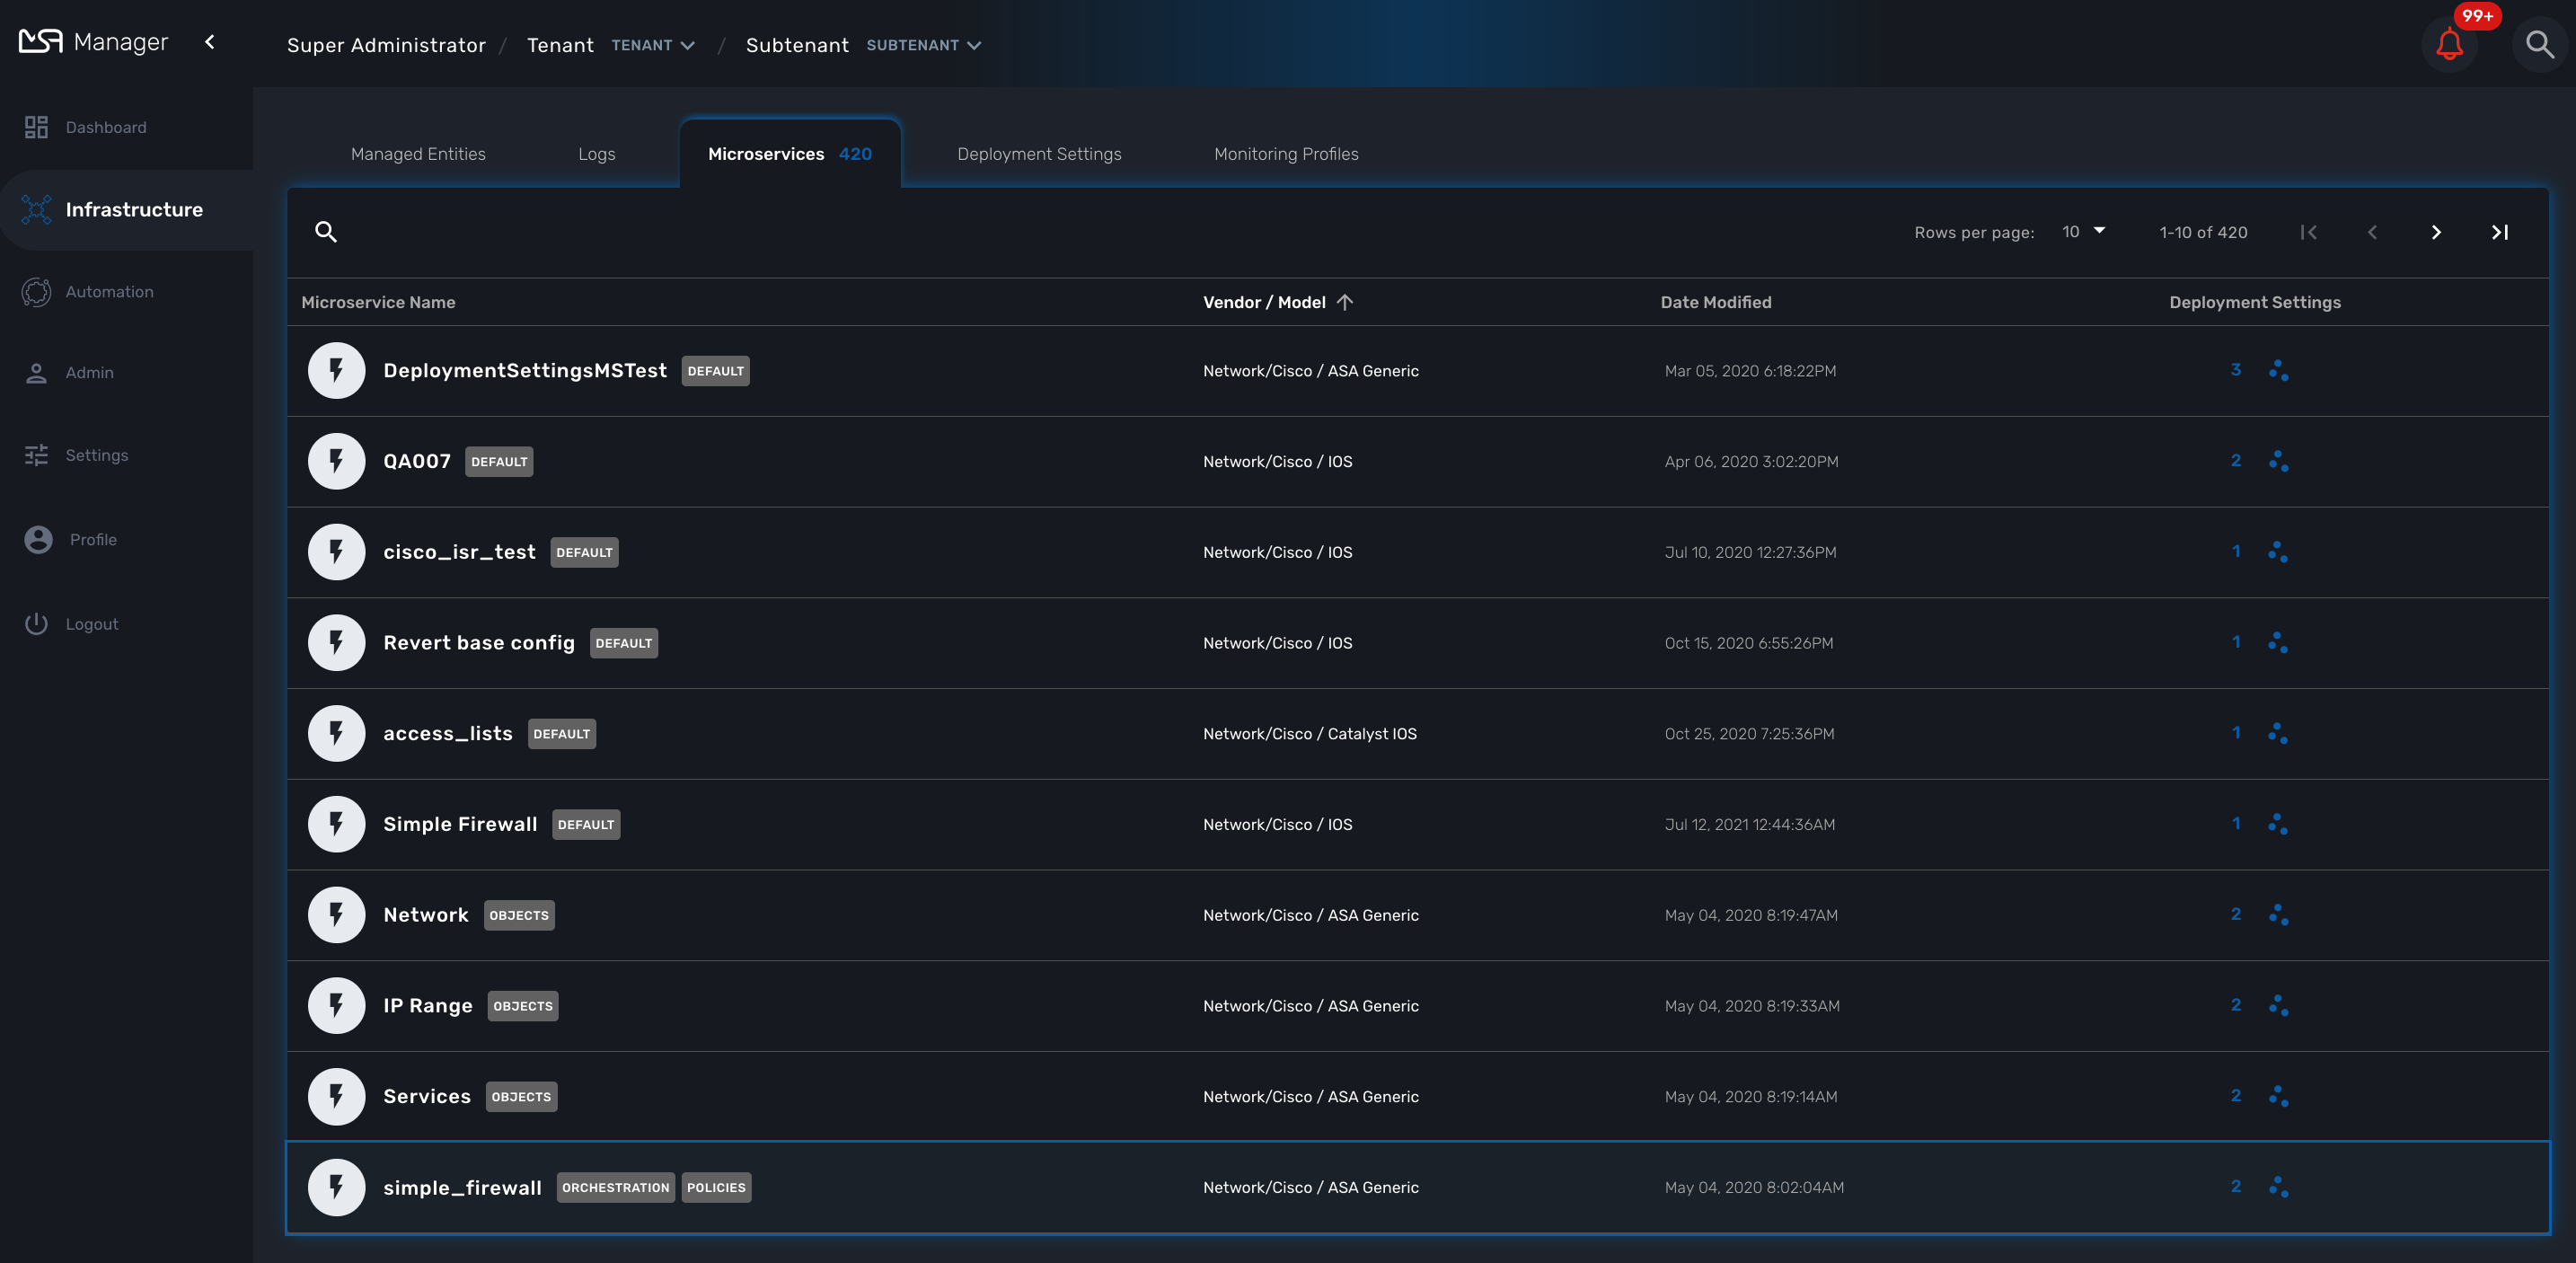 MSA Manager
Super Administrator / Tenant TENANT / Subtenant SUBTENANT
99+
Dashboard
Infrastructure
Automation
Admin
Settings
Profile
Logout
Managed Entities Logs Microservices 420 Deployment Settings Monitoring Profiles
Rows per page: 10 1-10 of 420
Microservice Name Vendor / Model Date Modified Deployment Settings
DeploymentSettingsMSTest DEFAULT Network/Cisco / ASA Generic Mar 05, 2020 6:18:22PM 3
QA007 DEFAULT Network/Cisco / IOS Apr 06, 2020 3:02:20PM 2
cisco_isr_test DEFAULT Network/Cisco / IOS Jul 10, 2020 12:27:36PM 1
Revert base config DEFAULT Network/Cisco / IOS Oct 15, 2020 6:55:26PM 1
access_lists DEFAULT Network/Cisco / Catalyst IOS Oct 25, 2020 7:25:36PM 1
Simple Firewall DEFAULT Network/Cisco / IOS Jul 12, 2021 12:44:36AM 1
Network OBJECTS Network/Cisco / ASA Generic May 04, 2020 8:19:47AM 2
IP Range OBJECTS Network/Cisco / ASA Generic May 04, 2020 8:19:33AM 2
Services OBJECTS Network/Cisco / ASA Generic May 04, 2020 8:19:14AM 2
simple_firewall ORCHESTRATION POLICIES Network/Cisco / ASA Generic May 04, 2020 8:02:04AM 2